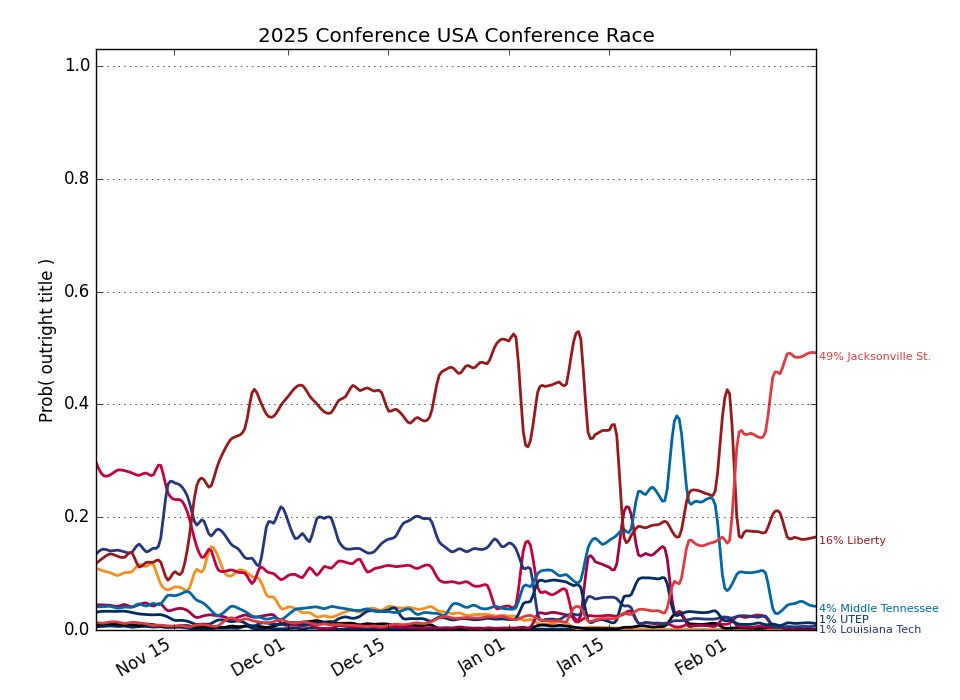 2025 Conference USA Conference Race
Prob( outright title )
1.0
0.8
0.6
0.4
0.2
0.0
Nov 15
Dec 01
Dec 15
Jan 01
Jan 15
Feb 01
49% Jacksonville St.
16% Liberty
4% Middle Tennessee
1% UTEP
1% Louisiana Tech